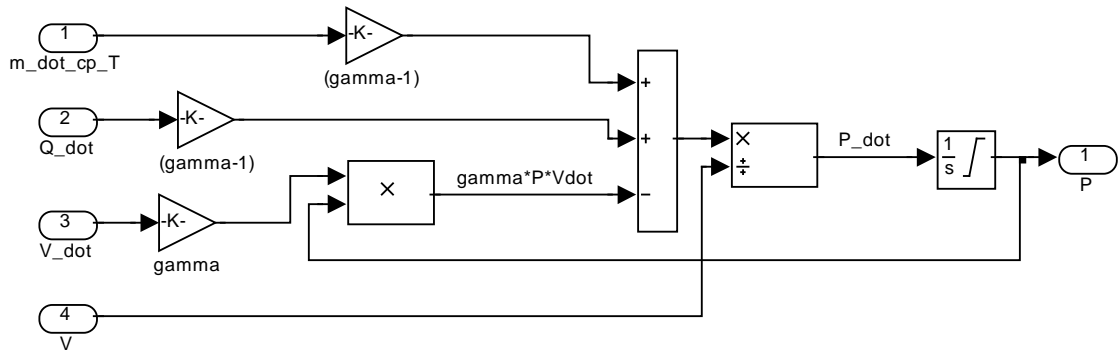 1
m_dot_cp_T
-K-
(gamma-1)
2
Q_dot
-K-
(gamma-1)
3
V_dot
-K-
gamma
4
V
×
gamma*P*Vdot
+
+
−
×
÷
P_dot
1
s
1
P